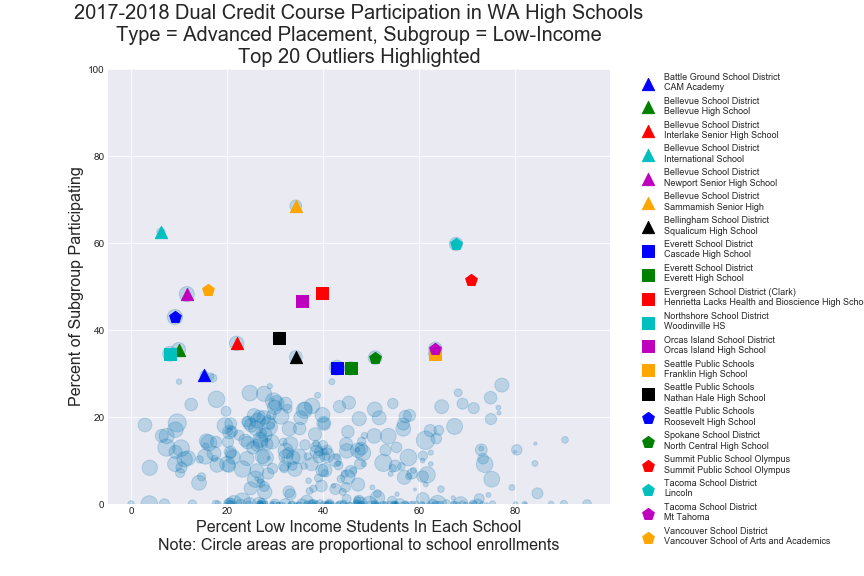 2017-2018 Dual Credit Course Participation in WA High Schools
Type = Advanced Placement, Subgroup = Low-Income
Top 20 Outliers Highlighted
100
80
60
40
20
0
Percent of Subgroup Participating
0 20 40 60 80
Percent Low Income Students In Each School
Note: Circle areas are proportional to school enrollments
Battle Ground School District
CAM Academy
Bellevue School District
Bellevue High School
Bellevue School District
Interlake Senior High School
Bellevue School District
International School
Bellevue School District
Newport Senior High School
Bellevue School District
Sammamish Senior High
Bellingham School District
Squalicum High School
Everett School District
Cascade High School
Everett School District
Everett High School
Evergreen School District (Clark)
Henrietta Lacks Health and Bioscience High Scho
Northshore School District
Woodinville HS
Orcas Island School District
Orcas Island High School
Seattle Public Schools
Franklin High School
Seattle Public Schools
Nathan Hale High School
Seattle Public Schools
Roosevelt High School
Spokane School District
North Central High School
Summit Public School Olympus
Summit Public School Olympus
Tacoma School District
Lincoln
Tacoma School District
Mt Tahoma
Vancouver School District
Vancouver School of Arts and Academics